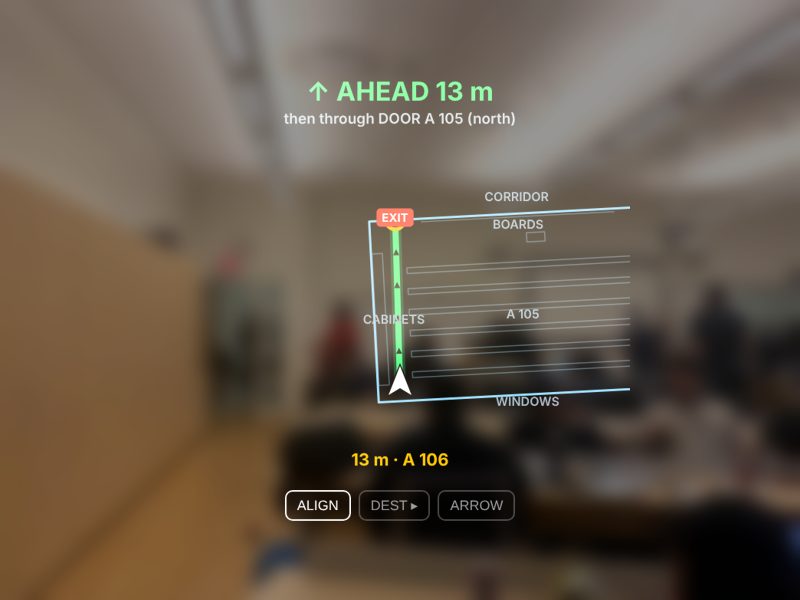 ↑ AHEAD 13 m
then through DOOR A 105 (north)
CORRIDOR
EXIT
BOARDS
A 105
CABINETS
WINDOWS
13 m · A 106
ALIGN
DEST ▸
ARROW